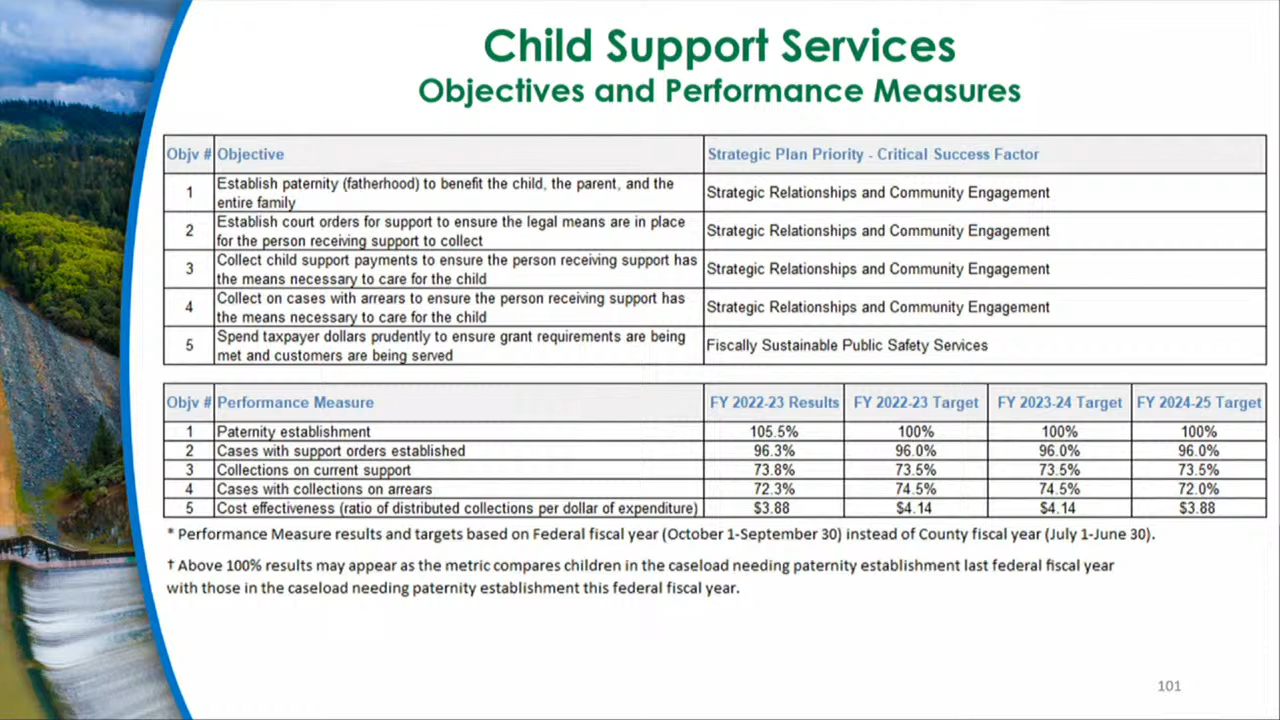 Child Support Services
Objectives and Performance Measures
Objv # Objective Strategic Plan Priority - Critical Success Factor
1 Establish paternity (fatherhood) to benefit the child, the parent, and the
entire family Strategic Relationships and Community Engagement
2 Establish court orders for support to ensure the legal means are in place
for the person receiving support to collect Strategic Relationships and Community Engagement
3 Collect child support payments to ensure the person receiving support has
the means necessary to care for the child Strategic Relationships and Community Engagement
4 Collect on cases with arrears to ensure the person receiving support has
the means necessary to care for the child Strategic Relationships and Community Engagement
5 Spend taxpayer dollars prudently to ensure grant requirements are being
met and customers are being served Fiscally Sustainable Public Safety Services
Objv # Performance Measure FY 2022-23 Results FY 2022-23 Target FY 2023-24 Target FY 2024-25 Target
1 Paternity establishment 105.5% 100% 100% 100%
2 Cases with support orders established 96.3% 96.0% 96.0% 96.0%
3 Collections on current support 73.8% 73.5% 73.5% 73.5%
4 Cases with collections on arrears 72.3% 74.5% 74.5% 72.0%
5 Cost effectiveness (ratio of distributed collections per dollar of expenditure) $3.88 $4.14 $4.14 $3.88
* Performance Measure results and targets based on Federal fiscal year (October 1-September 30) instead of County fiscal year (July 1-June 30).
† Above 100% results may appear as the metric compares children in the caseload needing paternity establishment last federal fiscal year
with those in the caseload needing paternity establishment this federal fiscal year.
101